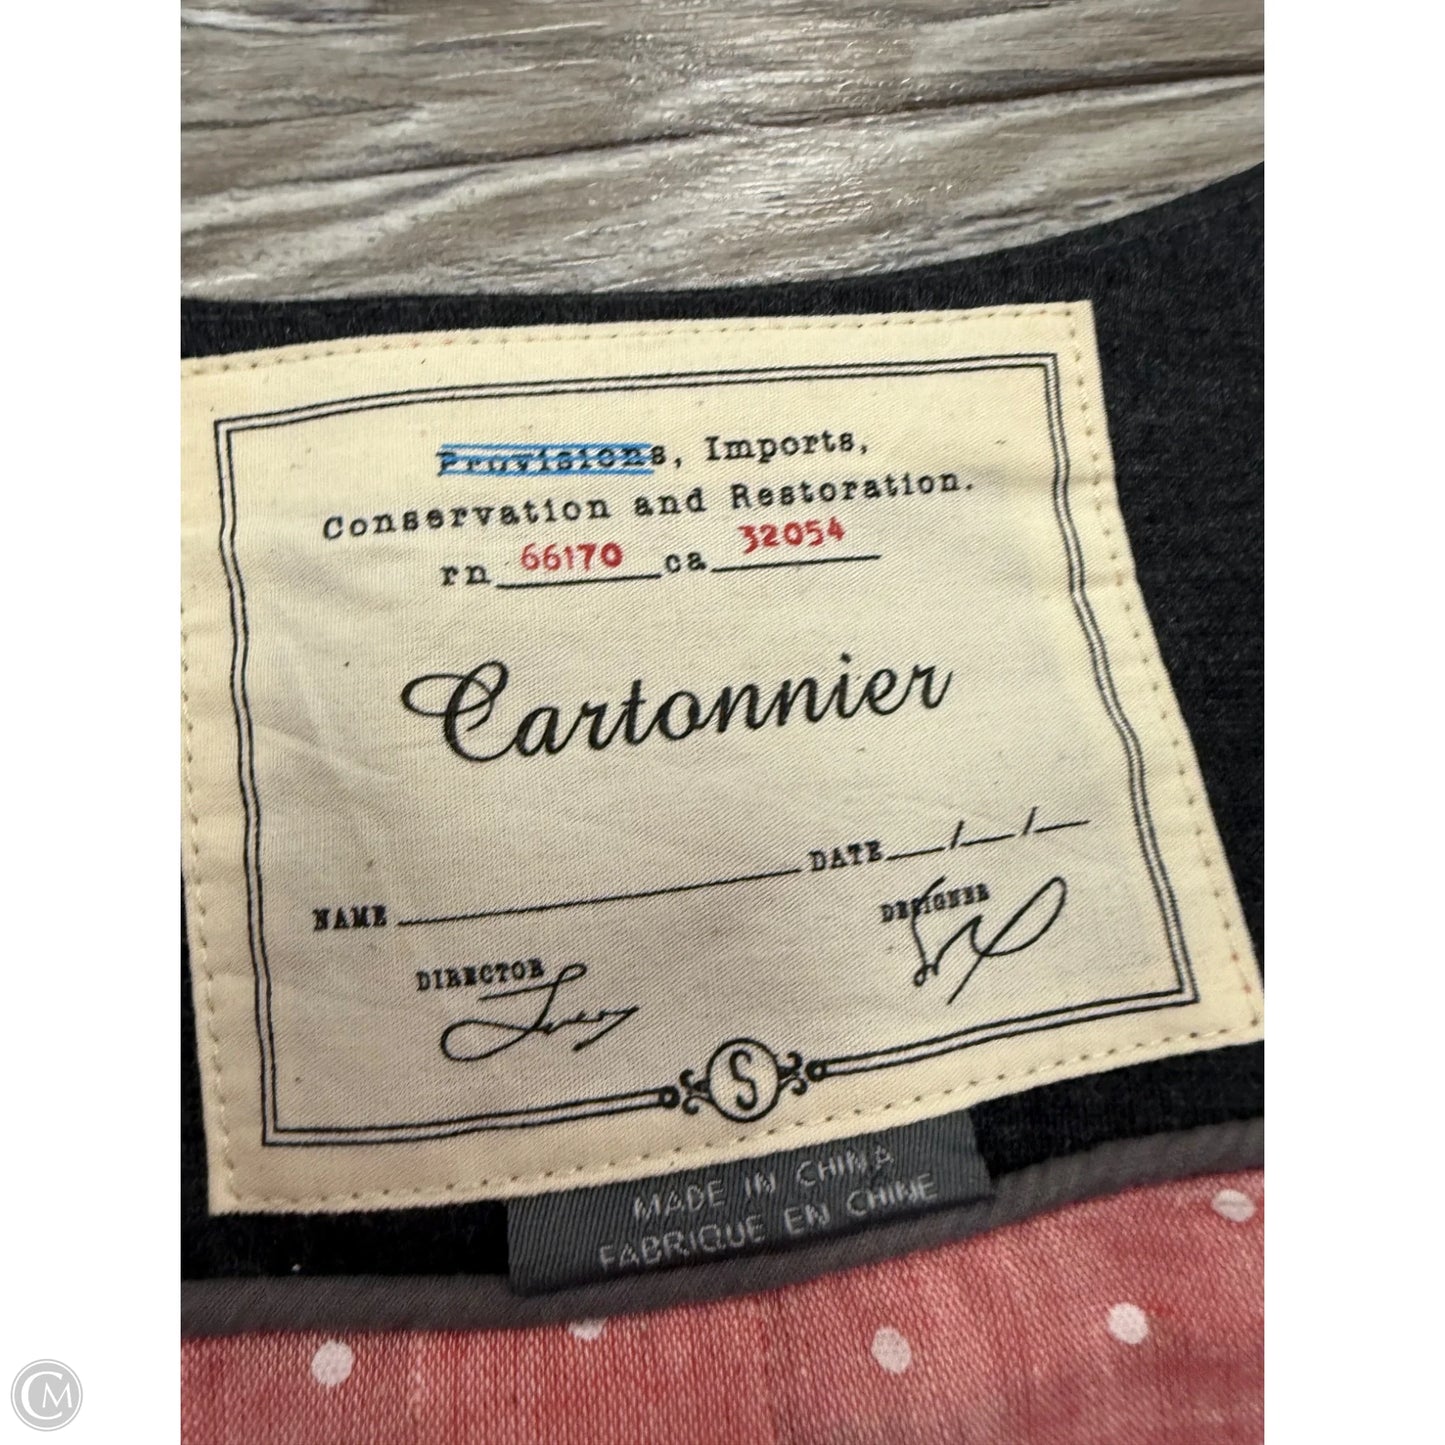 Provisions, Imports,
Conservation and Restoration.
rn 66170 ca 32054
Cartonnier
NAME DATE / /
DIRECTOR DESIGNER
S
MADE IN CHINA
FABRIQUE EN CHINE
CM